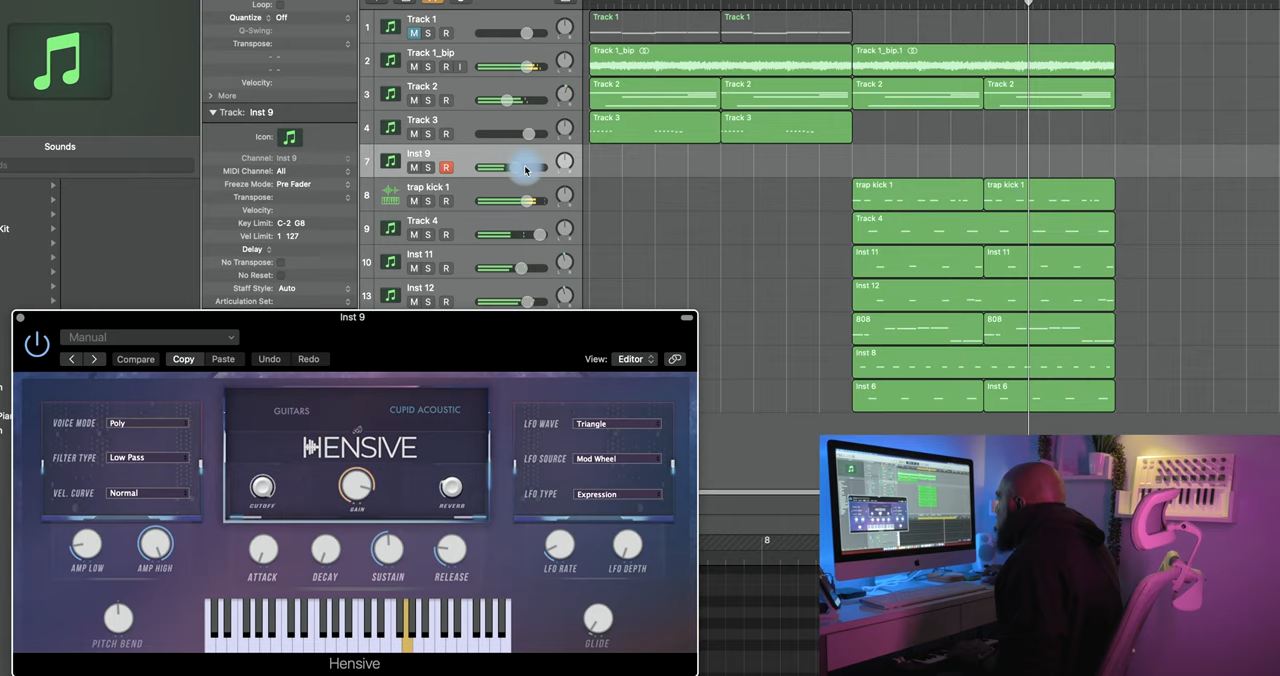 Loop:
Quantize Off
Q-Swing:
Transpose:
Velocity:
More
Track: Inst 9
Icon:
Channel: Inst 9
MIDI Channel: All
Freeze Mode: Pre Fader
Transpose:
Velocity:
Key Limit: C-2 G8
Vel Limit: 1 127
Delay
No Transpose:
No Reset:
Staff Style: Auto
Articulation Set:
Sounds
Kit
1 Track 1
M S R
2 Track 1_bip
M S R I
3 Track 2
M S R
4 Track 3
M S R
7 Inst 9
M S R
8 trap kick 1
M S R
9 Track 4
M S R
10 Inst 11
M S R
13 Inst 12
M S R
Track 1 Track 1
Track 1_bip Track 1_bip.1
Track 2 Track 2 Track 2 Track 2
Track 3 Track 3
trap kick 1 trap kick 1
Track 4
Inst 11 Inst 11
Inst 12
808 808
Inst 8
Inst 6 Inst 6
8
Inst 9
Manual
Compare Copy Paste Undo Redo View: Editor
VOICE MODE Poly
FILTER TYPE Low Pass
VEL. CURVE Normal
GUITARS CUPID ACOUSTIC
HENSIVE
CUTOFF GAIN REVERB
LFO WAVE Triangle
LFO SOURCE Mod Wheel
LFO TYPE Expression
AMP LOW AMP HIGH ATTACK DECAY SUSTAIN RELEASE LFO RATE LFO DEPTH
PITCH BEND GLIDE
Hensive